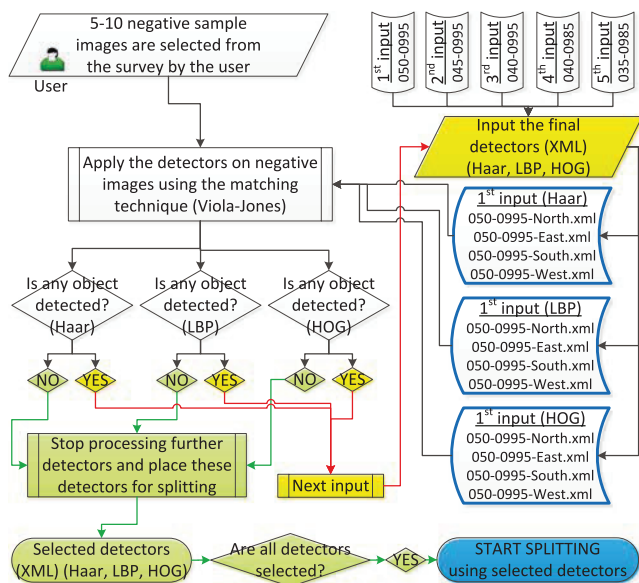 5-10 negative sample
images are selected from
the survey by the user
User
1st input
050-0995
2nd input
045-0995
3rd input
040-0995
4th input
040-0985
5th input
035-0985
Input the final
detectors (XML)
(Haar, LBP, HOG)
Apply the detectors on negative
images using the matching
technique (Viola-Jones)
1st input (Haar)
050-0995-North.xml
050-0995-East.xml
050-0995-South.xml
050-0995-West.xml
Is any object
detected?
(Haar)
Is any object
detected?
(LBP)
Is any object
detected?
(HOG)
1st input (LBP)
050-0995-North.xml
050-0995-East.xml
050-0995-South.xml
050-0995-West.xml
NO
YES
NO
YES
NO
YES
1st input (HOG)
050-0995-North.xml
050-0995-East.xml
050-0995-South.xml
050-0995-West.xml
Stop processing further
detectors and place these
detectors for splitting
Next input
Selected detectors
(XML) (Haar, LBP, HOG)
Are all detectors
selected?
YES
START SPLITTING
using selected detectors